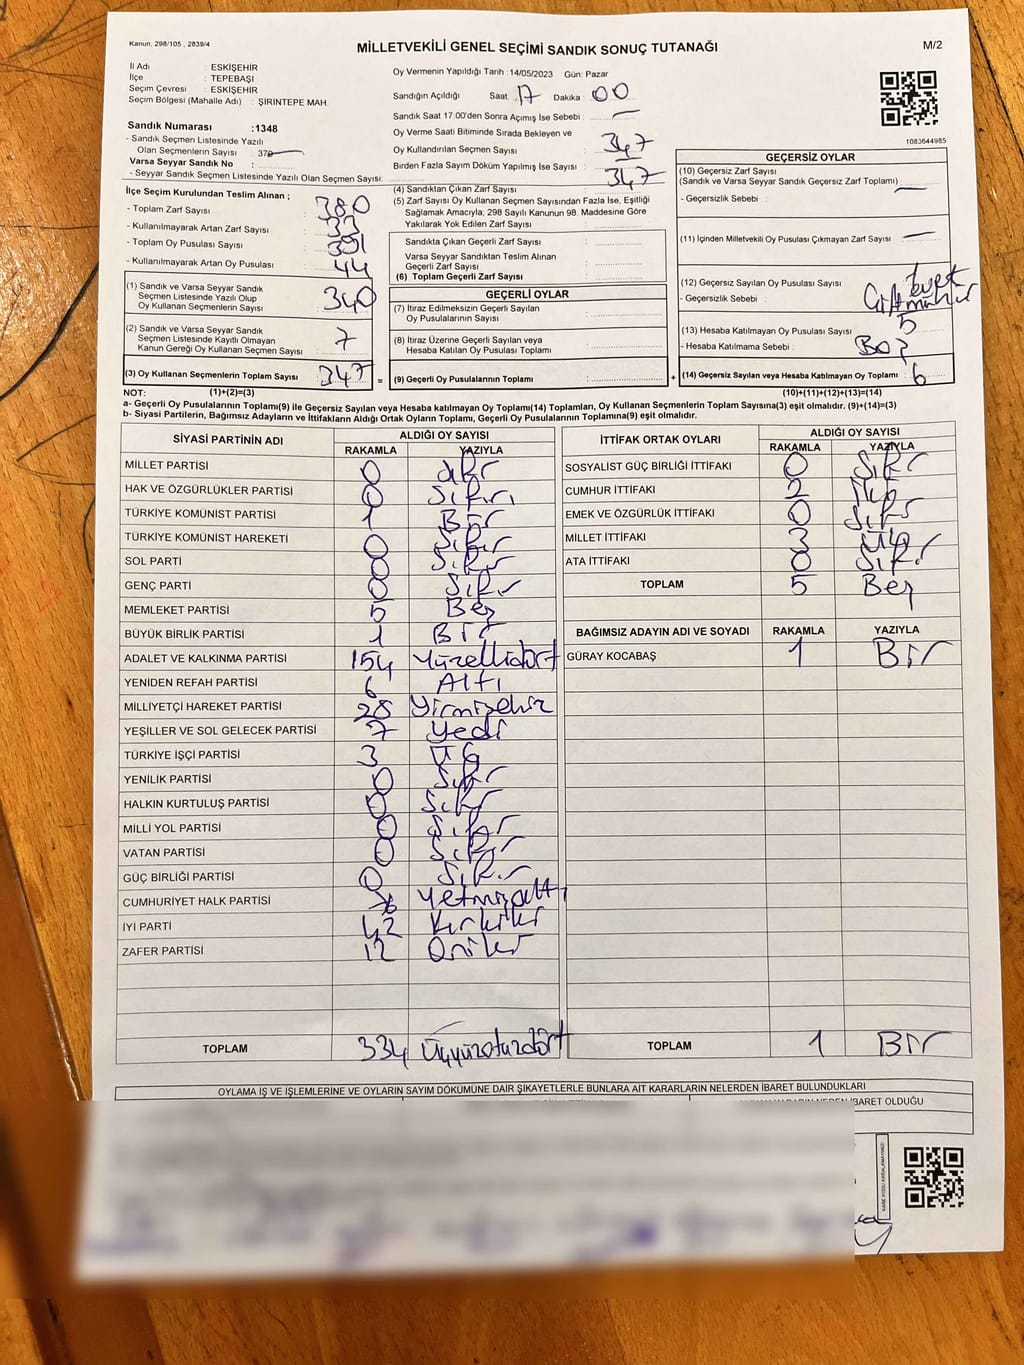 Kanun, 298/105 , 2839/4
MİLLETVEKİLİ GENEL SEÇİMİ SANDIK SONUÇ TUTANAĞI
M/2
İl Adı : ESKİŞEHİR
İlçe : TEPEBAŞI
Seçim Çevresi : ESKİŞEHİR
Seçim Bölgesi (Mahalle Adı) : ŞİRİNTEPE MAH.
Sandık Numarası :1348
- Sandık Seçmen Listesinde Yazılı
Olan Seçmenlerin Sayısı : 370
Varsa Seyyar Sandık No :
- Seyyar Sandık Seçmen Listesinde Yazılı Olan Seçmen Sayısı:
Oy Vermenin Yapıldığı Tarih : 14/05/2023 Gün: Pazar
Sandığın Açıldığı Saat: 17 Dakika : 00
Sandık Saat 17.00'den Sonra Açımış İse Sebebi :
Oy Verme Saati Bitiminde Sırada Bekleyen ve
Oy Kullandırılan Seçmen Sayısı : 347
Birden Fazla Sayım Döküm Yapılmış İse Sayısı :
(4) Sandıktan Çıkan Zarf Sayısı : 347
(5) Zarf Sayısı Oy Kullanan Seçmen Sayısından Fazla İse, Eşitliği
Sağlamak Amacıyla; 298 Sayılı Kanunun 98. Maddesine Göre
Yakılarak Yok Edilen Zarf Sayısı :
Sandıkta Çıkan Geçerli Zarf Sayısı :
Varsa Seyyar Sandıktan Teslim Alınan
Geçerli Zarf Sayısı :
(6) Toplam Geçerli Zarf Sayısı :
İlçe Seçim Kurulundan Teslim Alınan ;
- Toplam Zarf Sayısı : 380
- Kullanılmayarak Artan Zarf Sayısı : 33
- Toplam Oy Pusulası Sayısı : 391
- Kullanılmayarak Artan Oy Pusulası : 44
(1) Sandık ve Varsa Seyyar Sandık
Seçmen Listesinde Yazılı Olup
Oy Kullanan Seçmenlerin Sayısı : 340
(2) Sandık ve Varsa Seyyar Sandık
Seçmen Listesinde Kayıtlı Olmayan
Kanun Gereği Oy Kullanan Seçmen Sayısı : 7
(3) Oy Kullanan Seçmenlerin Toplam Sayısı : 347 =
GEÇERLİ OYLAR
(7) İtiraz Edilmeksizin Geçerli Sayılan
Oy Pusulalarının Sayısı :
(8) İtiraz Üzerine Geçerli Sayılan veya
Hesaba Katılan Oy Pusulası Toplamı :
(9) Geçerli Oy Pusulalarının Toplamı : +
1083644985
GEÇERSİZ OYLAR
(10) Geçersiz Zarf Sayısı
(Sandık ve Varsa Seyyar Sandık Geçersiz Zarf Toplamı) :
- Geçersizlik Sebebi :
(11) İçinden Milletvekili Oy Pusulası Çıkmayan Zarf Sayısı :
(12) Geçersiz Sayılan Oy Pusulası Sayısı :
- Geçersizlik Sebebi : Çift mühür
(13) Hesaba Katılmayan Oy Pusulası Sayısı : 5
- Hesaba Katılmama Sebebi : Boş
(14) Geçersiz Sayılan veya Hesaba Katılmayan Oy Toplamı : 6
NOT: (1)+(2)=(3) (10)+(11)+(12)+(13)=(14)
a- Geçerli Oy Pusulalarının Toplamı(9) ile Geçersiz Sayılan veya Hesaba katılmayan Oy Toplamı(14) Toplamları, Oy Kullanan Seçmenlerin Toplam Sayısına(3) eşit olmalıdır. (9)+(14)=(3)
b- Siyasi Partilerin, Bağımsız Adayların ve İttifakların Aldığı Ortak Oyların Toplamı, Geçerli Oy Pusulalarının Toplamına(9) eşit olmalıdır.
SİYASİ PARTİNİN ADI ALDIĞI OY SAYISI
RAKAMLA YAZIYLA
MİLLET PARTİSİ 0 sıfır
HAK VE ÖZGÜRLÜKLER PARTİSİ 0 Sıfır
TÜRKİYE KOMÜNİST PARTİSİ 1 Bir
TÜRKİYE KOMÜNİST HAREKETİ 0 Sıfır
SOL PARTİ 0 Sıfır
GENÇ PARTİ 0 Sıfır
MEMLEKET PARTİSİ 5 Beş
BÜYÜK BİRLİK PARTİSİ 1 Bir
ADALET VE KALKINMA PARTİSİ 154 Yüzellidört
YENİDEN REFAH PARTİSİ 6 Altı
MİLLİYETÇİ HAREKET PARTİSİ 28 Yirmisekiz
YEŞİLLER VE SOL GELECEK PARTİSİ 7 Yedi
TÜRKİYE İŞÇİ PARTİSİ 3 Üç
YENİLİK PARTİSİ 0 Sıfır
HALKIN KURTULUŞ PARTİSİ 0 Sıfır
MİLLİ YOL PARTİSİ 0 Sıfır
VATAN PARTİSİ 0 Sıfır
GÜÇ BİRLİĞİ PARTİSİ 0 Sıfır
CUMHURİYET HALK PARTİSİ 76 Yetmişaltı
İYİ PARTİ 42 Kırkiki
ZAFER PARTİSİ 12 Oniki
TOPLAM 334 Üçyüzotuzdört
İTTİFAK ORTAK OYLARI ALDIĞI OY SAYISI
RAKAMLA YAZIYLA
SOSYALİST GÜÇ BİRLİĞİ İTTİFAKI 0 Sıfır
CUMHUR İTTİFAKI 2
EMEK VE ÖZGÜRLÜK İTTİFAKI 0 Sıfır
MİLLET İTTİFAKI 3 Üç
ATA İTTİFAKI 0 Sıfır
TOPLAM 5 Beş
BAĞIMSIZ ADAYIN ADI VE SOYADI RAKAMLA YAZIYLA
GÜRAY KOCABAŞ 1 Bir
TOPLAM 1 Bir
OYLAMA İŞ VE İŞLEMLERİNE VE OYLARIN SAYIM DÖKÜMÜNE DAİR ŞİKAYETLERLE BUNLARA AİT KARARLARIN NELERDEN İBARET BULUNDUKLARI
İBARET OLDUĞU